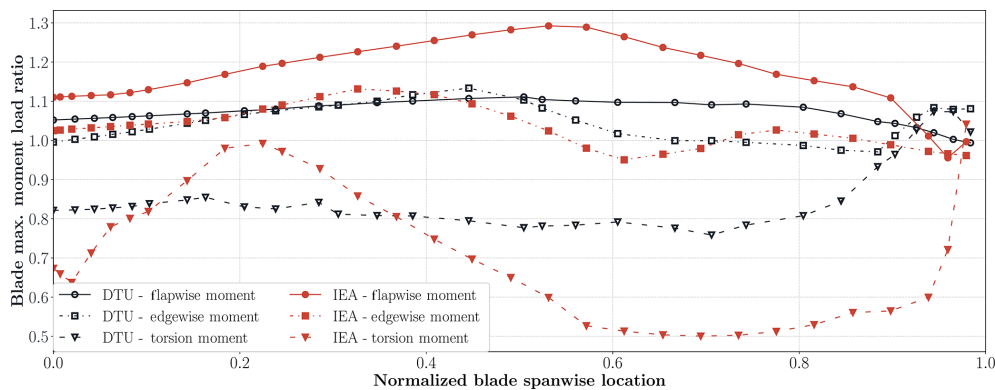 Blade max. moment load ratio
1.3
1.2
1.1
1.0
0.9
0.8
0.7
0.6
0.5
DTU - flapwise moment
DTU - edgewise moment
DTU - torsion moment
IEA - flapwise moment
IEA - edgewise moment
IEA - torsion moment
0.0 0.2 0.4 0.6 0.8 1.0
Normalized blade spanwise location